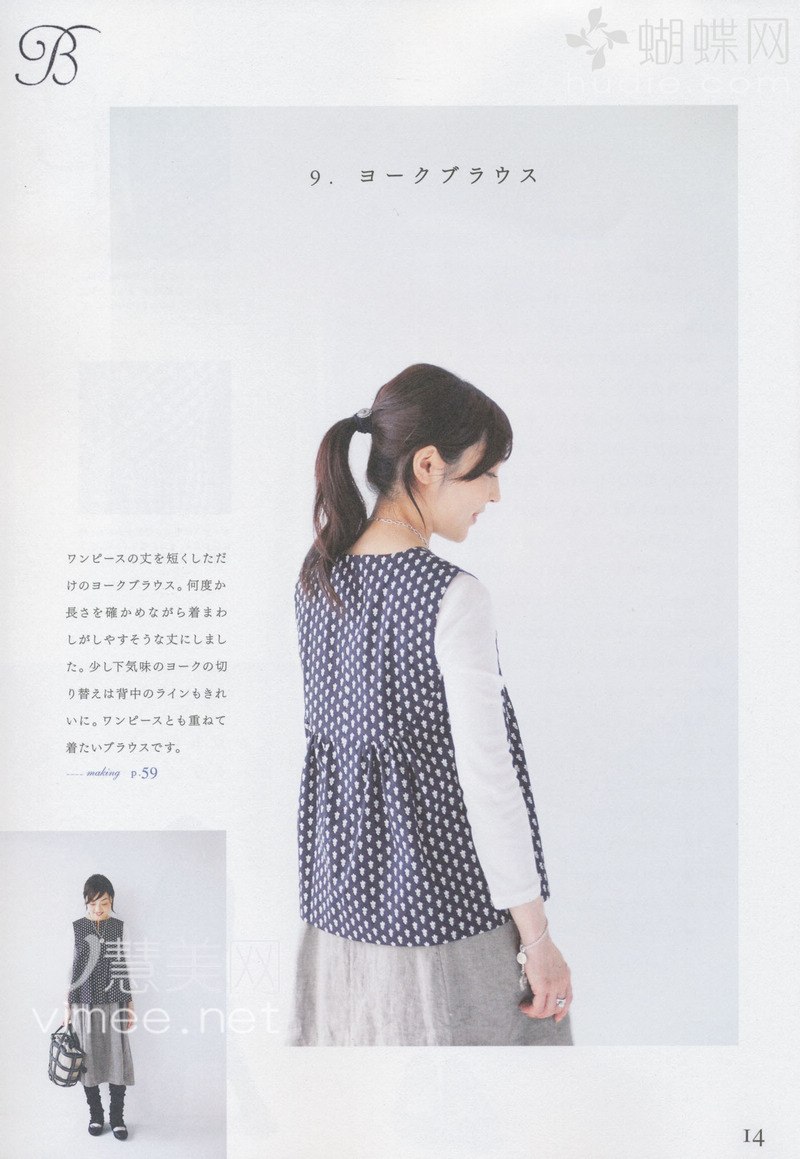 B
蝴蝶网
hudie.com
9. ヨークブラウス
ワンピースの丈を短くしただ
けのヨークブラウス。何度か
長さを確かめながら着まわ
しがしやすそうな丈にしまし
た。少し下気味のヨークの切
り替えは背中のラインもきれ
いに。ワンピースとも重ねて
着たいブラウスです。
making p.59
慧美网
vimee.net
14